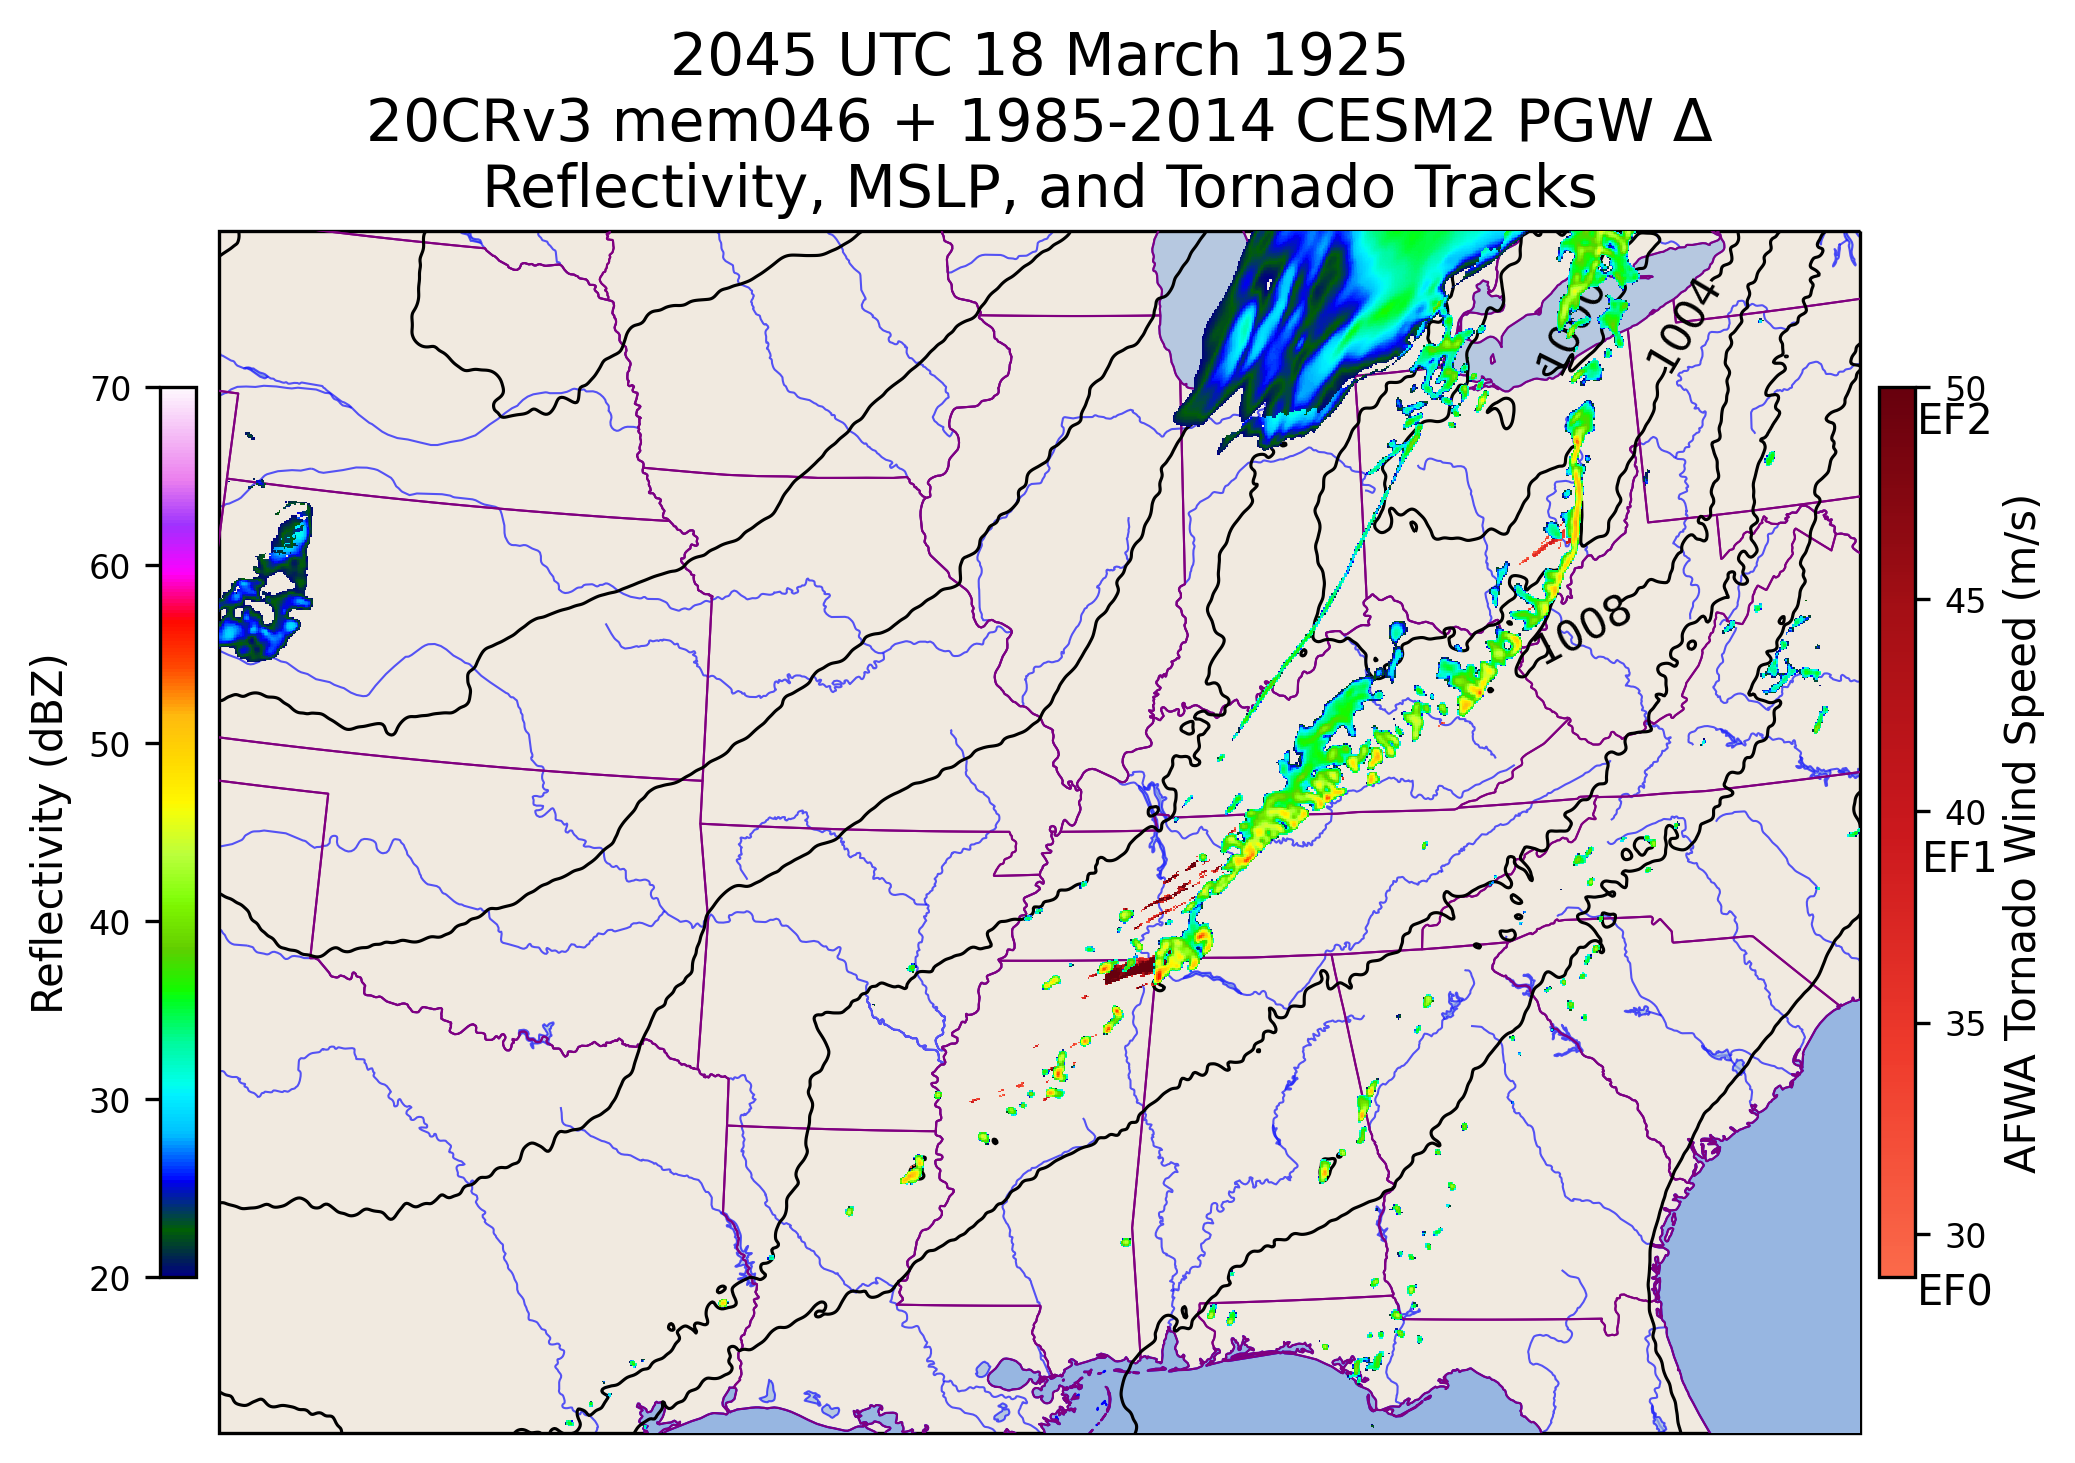 2045 UTC 18 March 1925
20CRv3 mem046 + 1985-2014 CESM2 PGW Δ
Reflectivity, MSLP, and Tornado Tracks
1000
1004
1008
70
60
50
40
30
20
Reflectivity (dBZ)
50
EF2
45
40
EF1
35
30
EF0
AFWA Tornado Wind Speed (m/s)